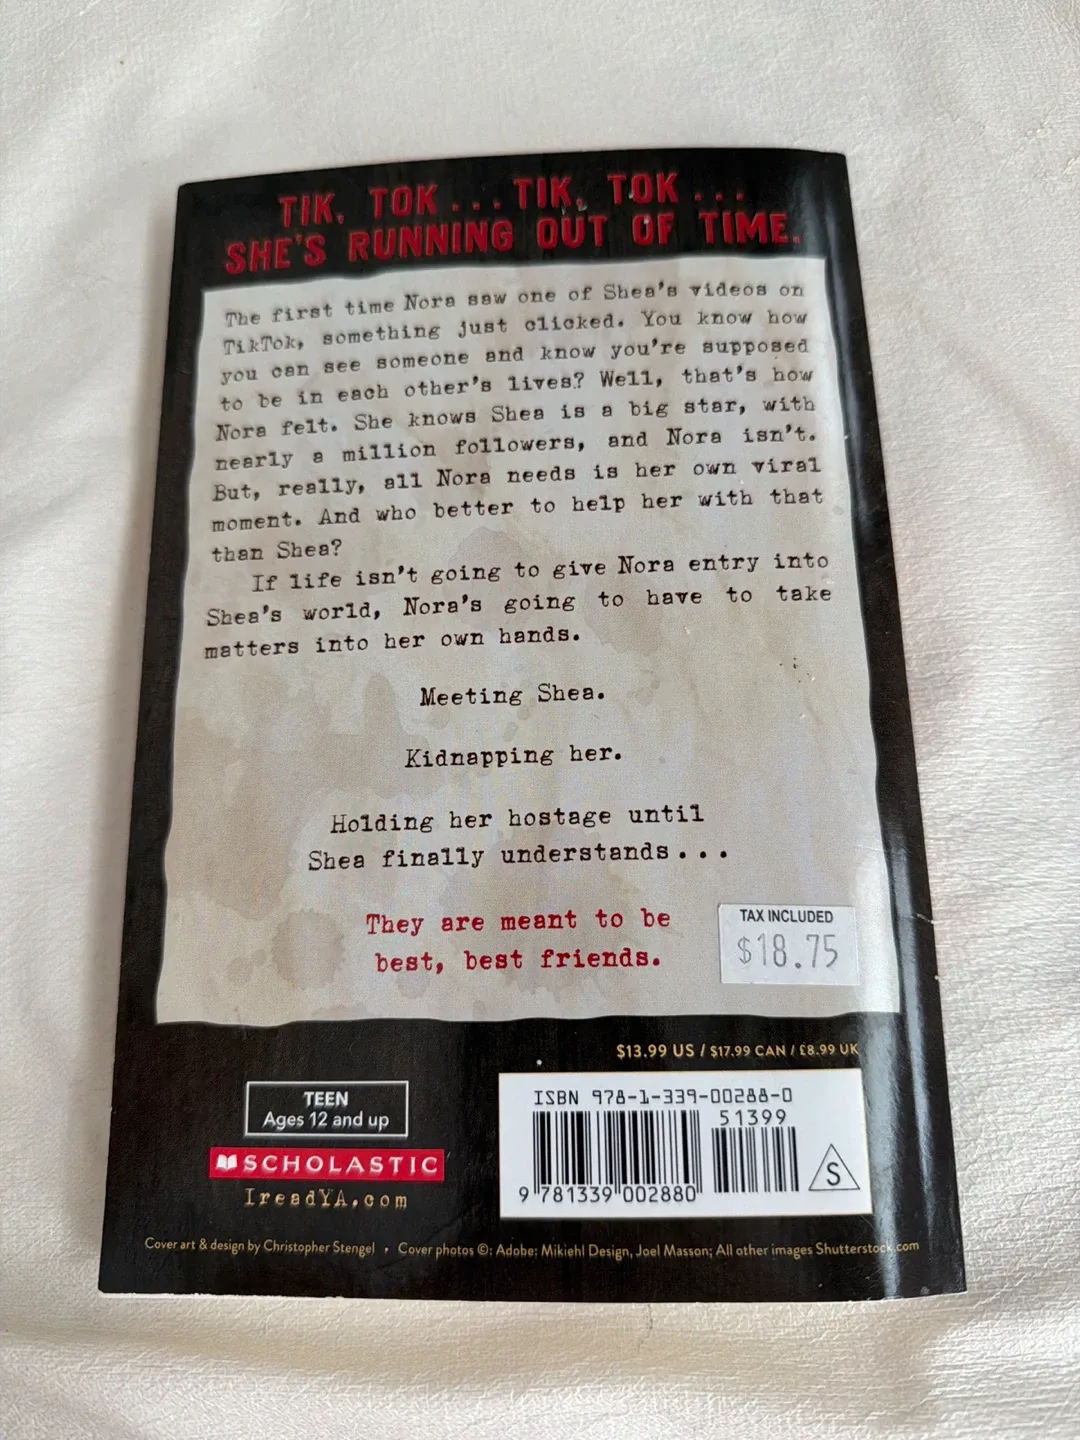 TIK, TOK ... TIK, TOK ...
SHE'S RUNNING OUT OF TIME.
The first time Nora saw one of Shea's videos on
TikTok, something just clicked. You know how
you can see someone and know you're supposed
to be in each other's lives? Well, that's how
Nora felt. She knows Shea is a big star, with
nearly a million followers, and Nora isn't.
But, really, all Nora needs is her own viral
moment. And who better to help her with that
than Shea?
If life isn't going to give Nora entry into
Shea's world, Nora's going to have to take
matters into her own hands.
Meeting Shea.
Kidnapping her.
Holding her hostage until
Shea finally understands...
They are meant to be
best, best friends.
TAX INCLUDED
$18.75
$13.99 US / $17.99 CAN / £8.99 UK
TEEN
Ages 12 and up
SCHOLASTIC
IreadYA.com
ISBN 978-1-339-00288-0
51399
9 781339 002880
S
Cover art & design by Christopher Stengel • Cover photos ©: Adobe: Mikiehl Design, Joel Masson; All other images Shutterstock.com